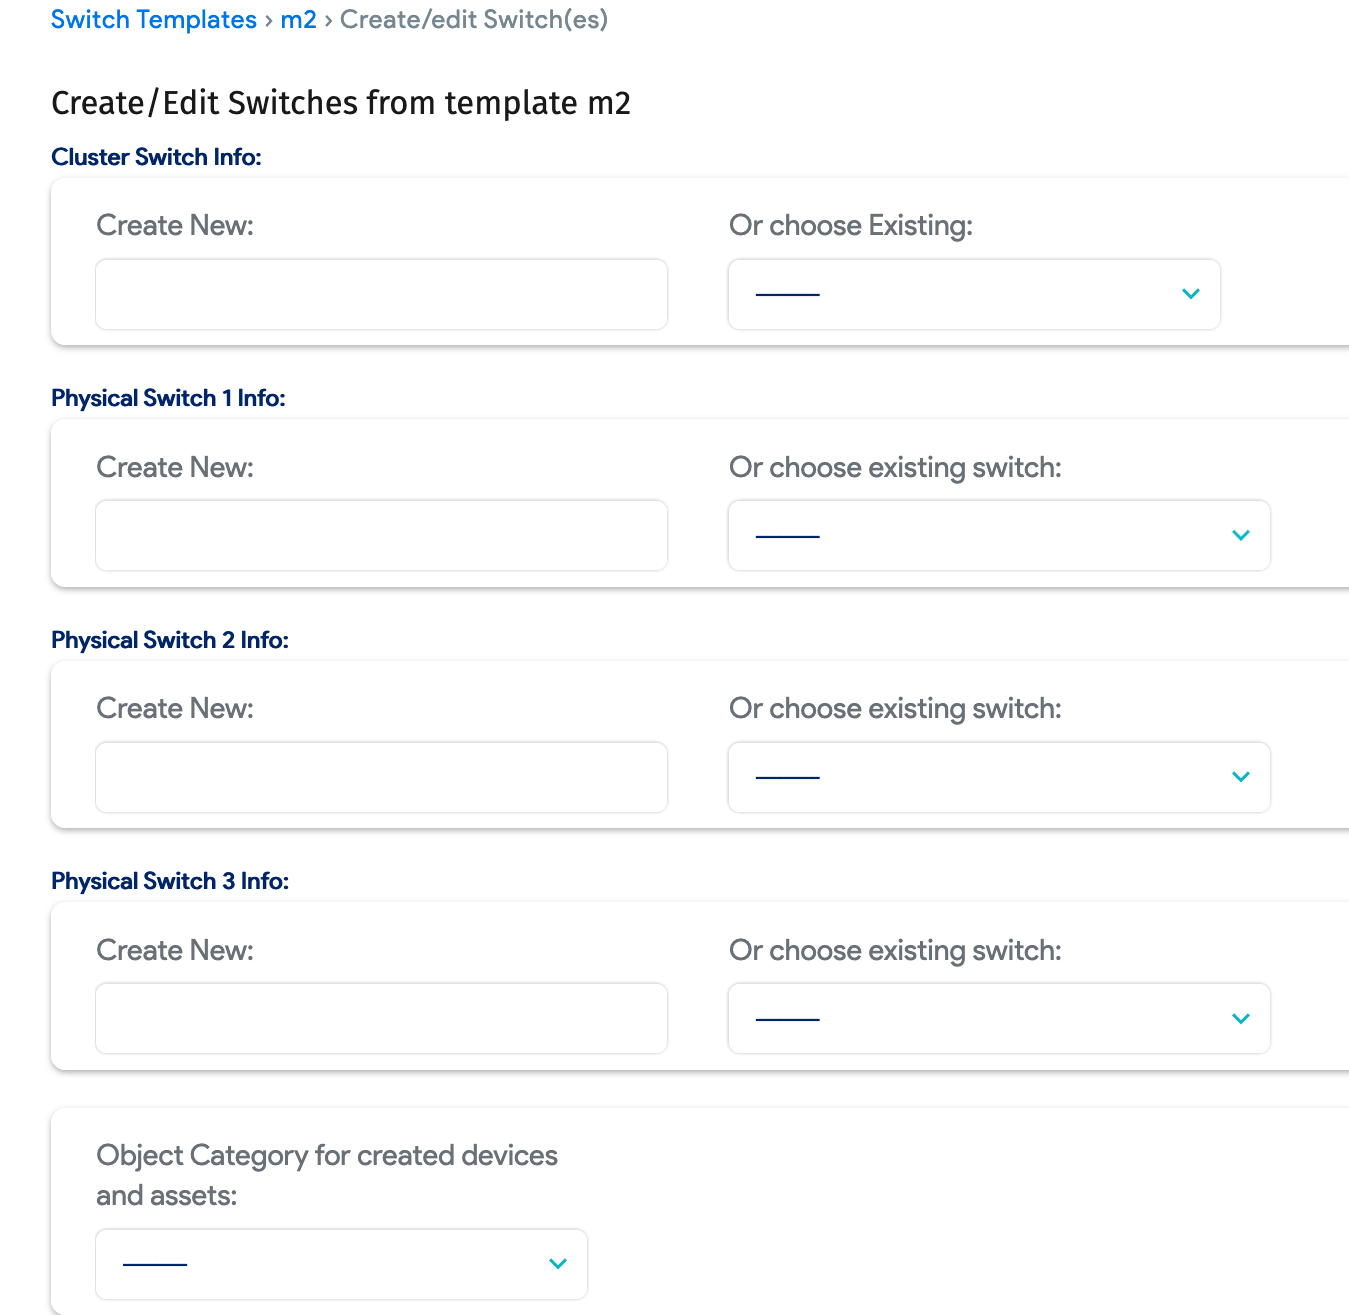 Switch Templates › m2 › Create/edit Switch(es)
Create/Edit Switches from template m2
Cluster Switch Info:
Create New: Or choose Existing:
Physical Switch 1 Info:
Create New: Or choose existing switch:
Physical Switch 2 Info:
Create New: Or choose existing switch:
Physical Switch 3 Info:
Create New: Or choose existing switch:
Object Category for created devices
and assets: